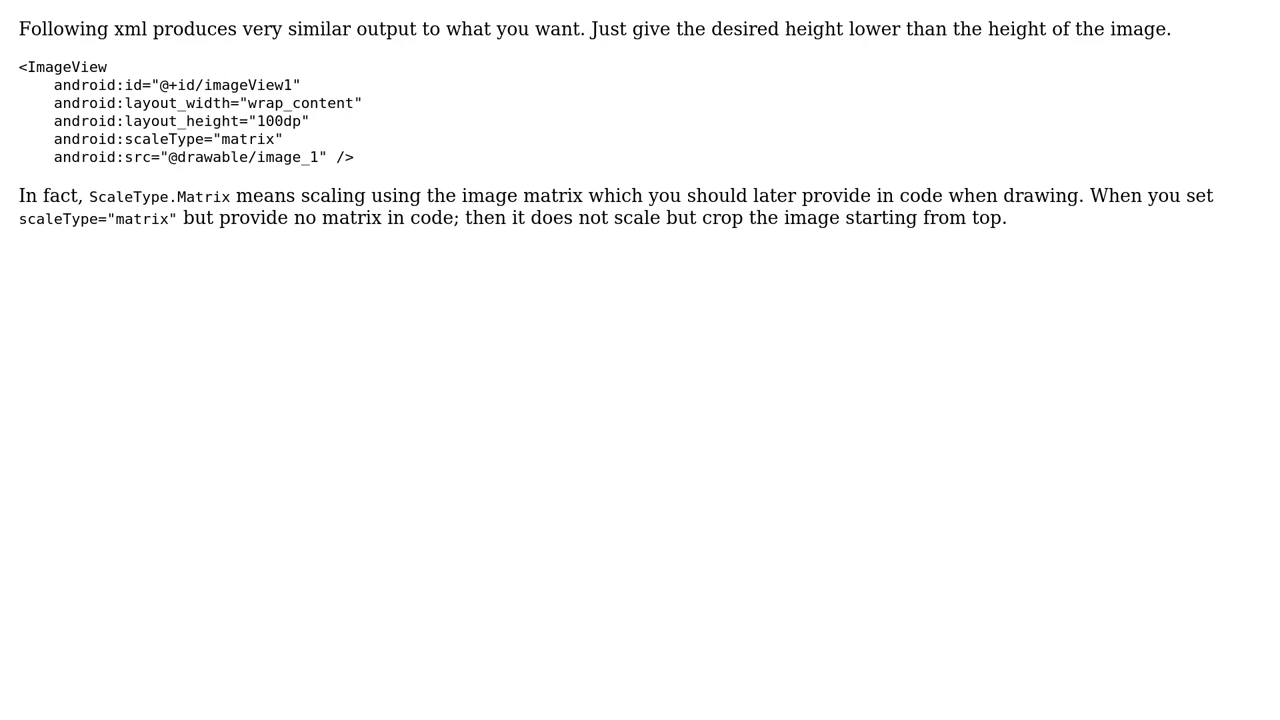 Following xml produces very similar output to what you want. Just give the desired height lower than the height of the image.
<ImageView
    android:id="@+id/imageView1"
    android:layout_width="wrap_content"
    android:layout_height="100dp"
    android:scaleType="matrix"
    android:src="@drawable/image_1" />
In fact, ScaleType.Matrix means scaling using the image matrix which you should later provide in code when drawing. When you set
scaleType="matrix" but provide no matrix in code; then it does not scale but crop the image starting from top.